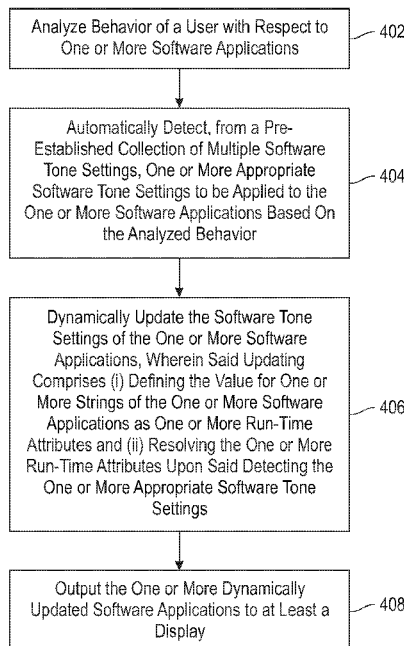 Analyze Behavior of a User with Respect to
One or More Software Applications
402
Automatically Detect, from a Pre-
Established Collection of Multiple Software
Tone Settings, One or More Appropriate
Software Tone Settings to be Applied to the
One or More Software Applications Based On
the Analyzed Behavior
404
Dynamically Update the Software Tone
Settings of the One or More Software
Applications, Wherein Said Updating
Comprises (i) Defining the Value for One or
More Strings of the One or More Software
Applications as One or More Run-Time
Attributes and (ii) Resolving the One or More
Run-Time Attributes Upon Said Detecting the
One or More Appropriate Software Tone
Settings
406
Output the One or More Dynamically
Updated Software Applications to at Least a
Display
408